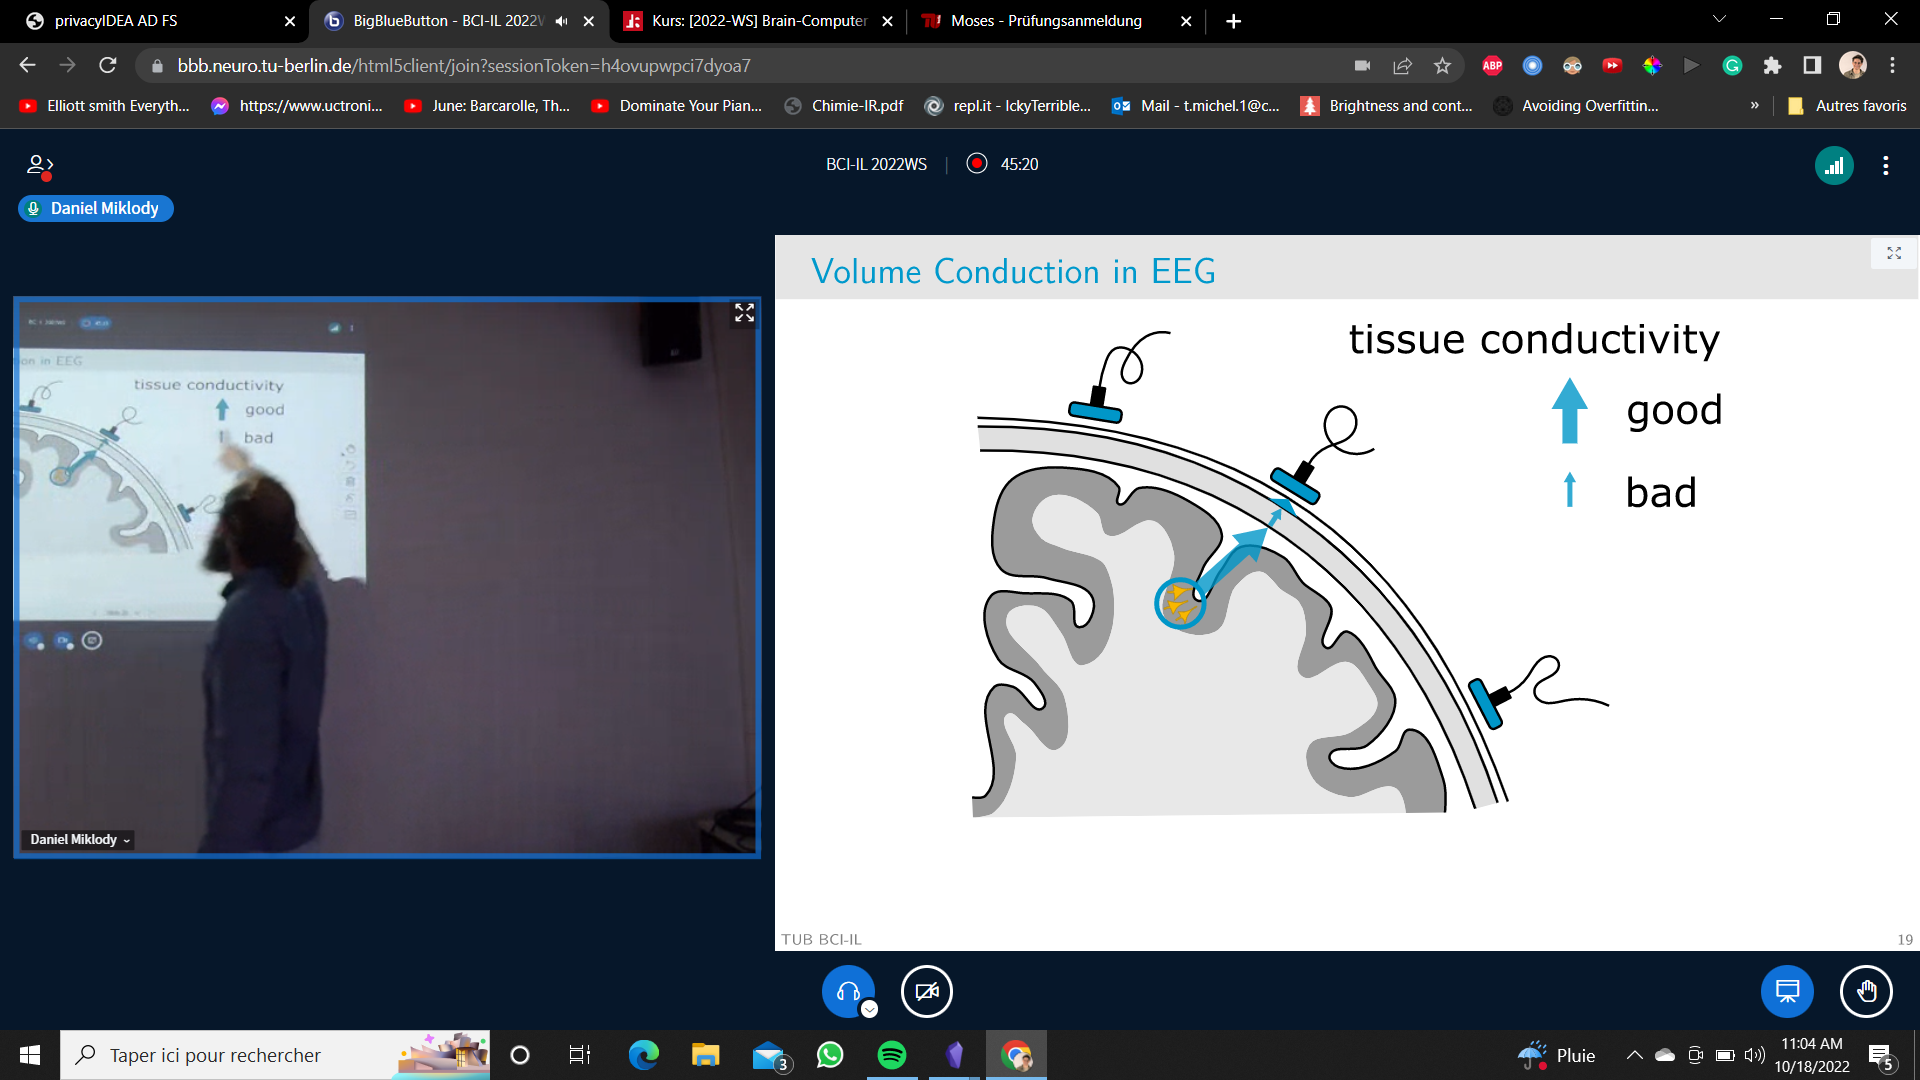 privacyIDEA AD FS
BigBlueButton - BCI-IL 2022W
Kurs: [2022-WS] Brain-Computer
Moses - Prüfungsanmeldung
bbb.neuro.tu-berlin.de/html5client/join?sessionToken=h4ovupwpci7dyoa7
ABP
Elliott smith Everyth...
https://www.uctroni...
June: Barcarolle, Th...
Dominate Your Pian...
Chimie-IR.pdf
repl.it - IckyTerrible...
Mail - t.michel.1@c...
Brightness and cont...
Avoiding Overfittin...
»
Autres favoris
BCI-IL 2022WS
45:20
Daniel Miklody
on in EEG
tissue conductivity
good
bad
Daniel Miklody
Volume Conduction in EEG
tissue conductivity
good
bad
TUB BCI-IL
19
Taper ici pour rechercher
3
Pluie
11:04 AM
10/18/2022
5